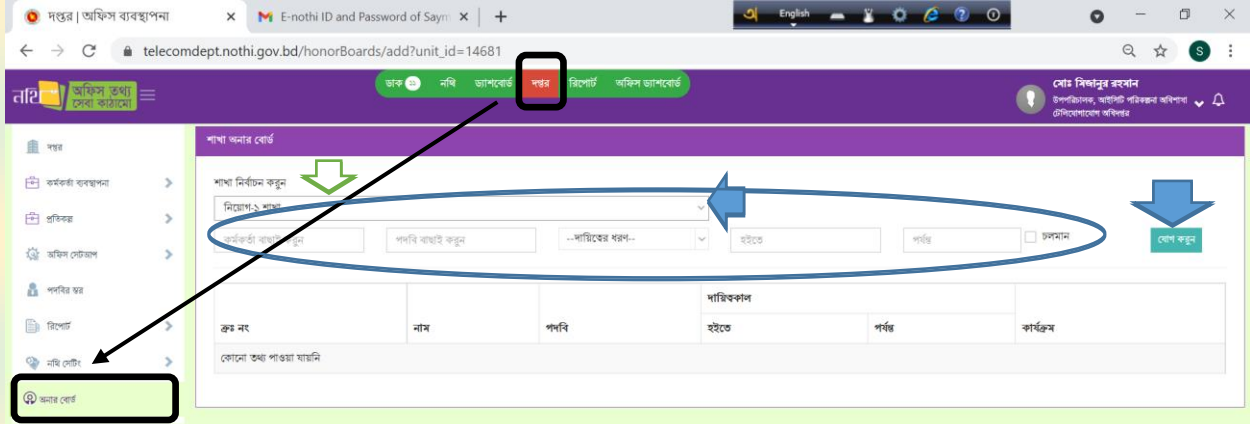 দপ্তর | অফিস ব্যবস্থাপনা
E-nothi ID and Password of Saym
English
telecomdept.nothi.gov.bd/honorBoards/add?unit_id=14681
S
নথি অফিস তথ্য সেবা কাঠামো
ডাক নথি ড্যাশবোর্ড দপ্তর রিপোর্ট অফিস ড্যাশবোর্ড
মোঃ মিজানুর রহমান
উপপরিচালক, আইসিটি পরিকল্পনা অধিশাখা
টেলিযোগাযোগ অধিদপ্তর
দপ্তর
কর্মকর্তা ব্যবস্থাপনা
প্রতিকল্প
অফিস সেটআপ
পদবির স্তর
রিপোর্ট
নথি সেটিং
অনার বোর্ড
শাখা অনার বোর্ড
শাখা নির্বাচন করুন
নিয়োগ-১ শাখা
কর্মকর্তা বাছাই করুন পদবি বাছাই করুন --দায়িত্বের ধরণ-- হইতে পর্যন্ত চলমান যোগ করুন
দায়িত্বকাল
ক্রঃ নং নাম পদবি হইতে পর্যন্ত কার্যক্রম
কোনো তথ্য পাওয়া যায়নি